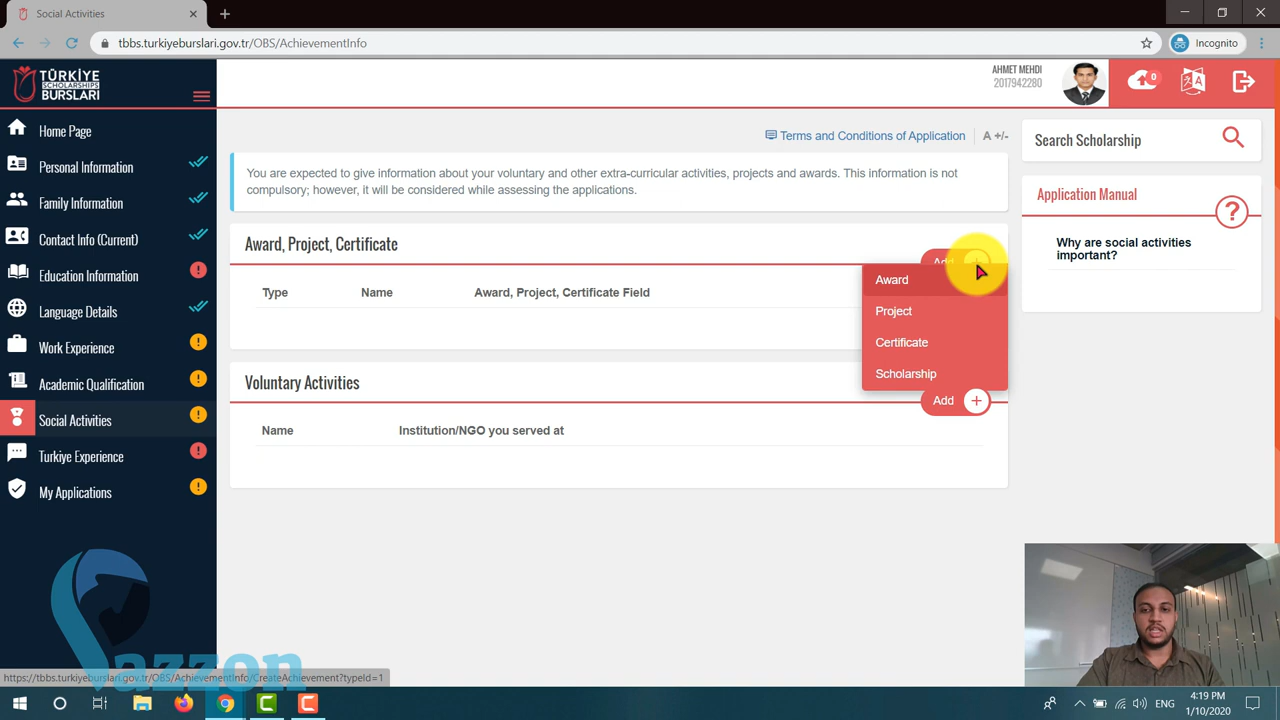 Social Activities
tbbs.turkiyeburslari.gov.tr/OBS/AchievementInfo
Incognito
TÜRKİYE
SCHOLARSHIPS
BURSLARI
AHMET MEHDI
2017942280
0
Home Page
Personal Information
Family Information
Contact Info (Current)
Education Information
Language Details
Work Experience
Academic Qualification
Social Activities
Turkiye Experience
My Applications
Terms and Conditions of Application
A +/-
You are expected to give information about your voluntary and other extra-curricular activities, projects and awards. This information is not
compulsory; however, it will be considered while assessing the applications.
Award, Project, Certificate
Add
Type Name Award, Project, Certificate Field
Award
Project
Certificate
Scholarship
Voluntary Activities
Add
Name Institution/NGO you served at
Search Scholarship
Application Manual
Why are social activities
important?
azzon
https://tbbs.turkiyeburslari.gov.tr/OBS/AchievementInfo/CreateAchievement?typeId=1
ENG
4:19 PM
1/10/2020